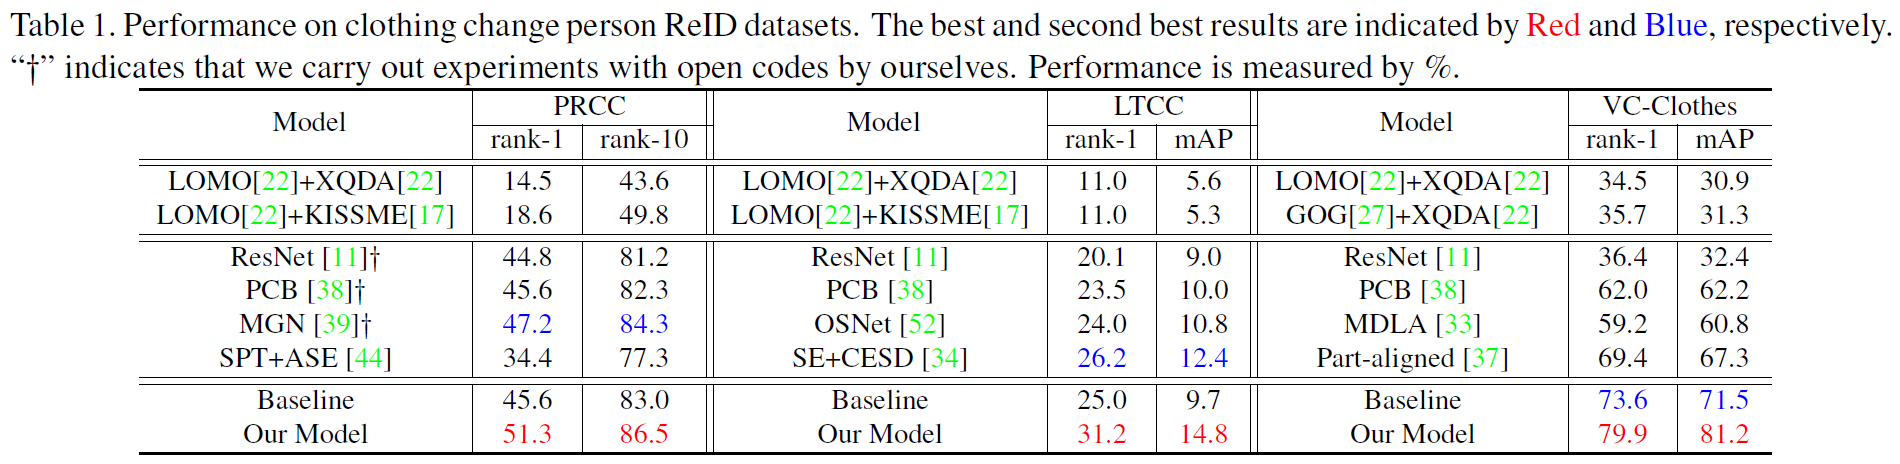 Table 1. Performance on clothing change person ReID datasets. The best and second best results are indicated by Red and Blue, respectively.
“†” indicates that we carry out experiments with open codes by ourselves. Performance is measured by %.
Model PRCC Model LTCC Model VC-Clothes
rank-1 rank-10 rank-1 mAP rank-1 mAP
LOMO[22]+XQDA[22] 14.5 43.6 LOMO[22]+XQDA[22] 11.0 5.6 LOMO[22]+XQDA[22] 34.5 30.9
LOMO[22]+KISSME[17] 18.6 49.8 LOMO[22]+KISSME[17] 11.0 5.3 GOG[27]+XQDA[22] 35.7 31.3
ResNet [11]† 44.8 81.2 ResNet [11] 20.1 9.0 ResNet [11] 36.4 32.4
PCB [38]† 45.6 82.3 PCB [38] 23.5 10.0 PCB [38] 62.0 62.2
MGN [39]† 47.2 84.3 OSNet [52] 24.0 10.8 MDLA [33] 59.2 60.8
SPT+ASE [44] 34.4 77.3 SE+CESD [34] 26.2 12.4 Part-aligned [37] 69.4 67.3
Baseline 45.6 83.0 Baseline 25.0 9.7 Baseline 73.6 71.5
Our Model 51.3 86.5 Our Model 31.2 14.8 Our Model 79.9 81.2